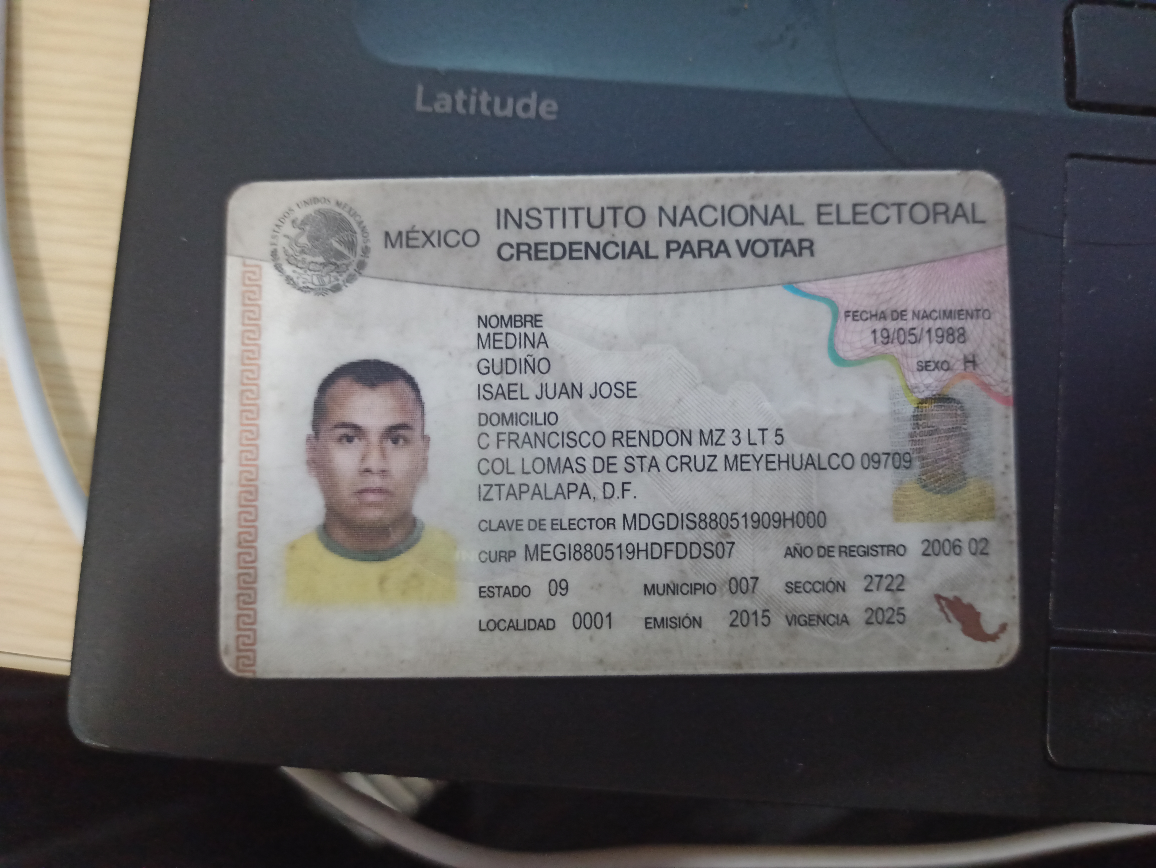 Latitude
ESTADOS UNIDOS MEXICANOS
MÉXICO
INSTITUTO NACIONAL ELECTORAL
CREDENCIAL PARA VOTAR
NOMBRE
MEDINA
GUDIÑO
ISAEL JUAN JOSE
FECHA DE NACIMIENTO
19/05/1988
SEXO H
DOMICILIO
C FRANCISCO RENDON MZ 3 LT 5
COL LOMAS DE STA CRUZ MEYEHUALCO 09709
IZTAPALAPA, D.F.
CLAVE DE ELECTOR MDGDIS88051909H000
CURP MEGI880519HDFDDS07 AÑO DE REGISTRO 2006 02
ESTADO 09 MUNICIPIO 007 SECCIÓN 2722
LOCALIDAD 0001 EMISIÓN 2015 VIGENCIA 2025